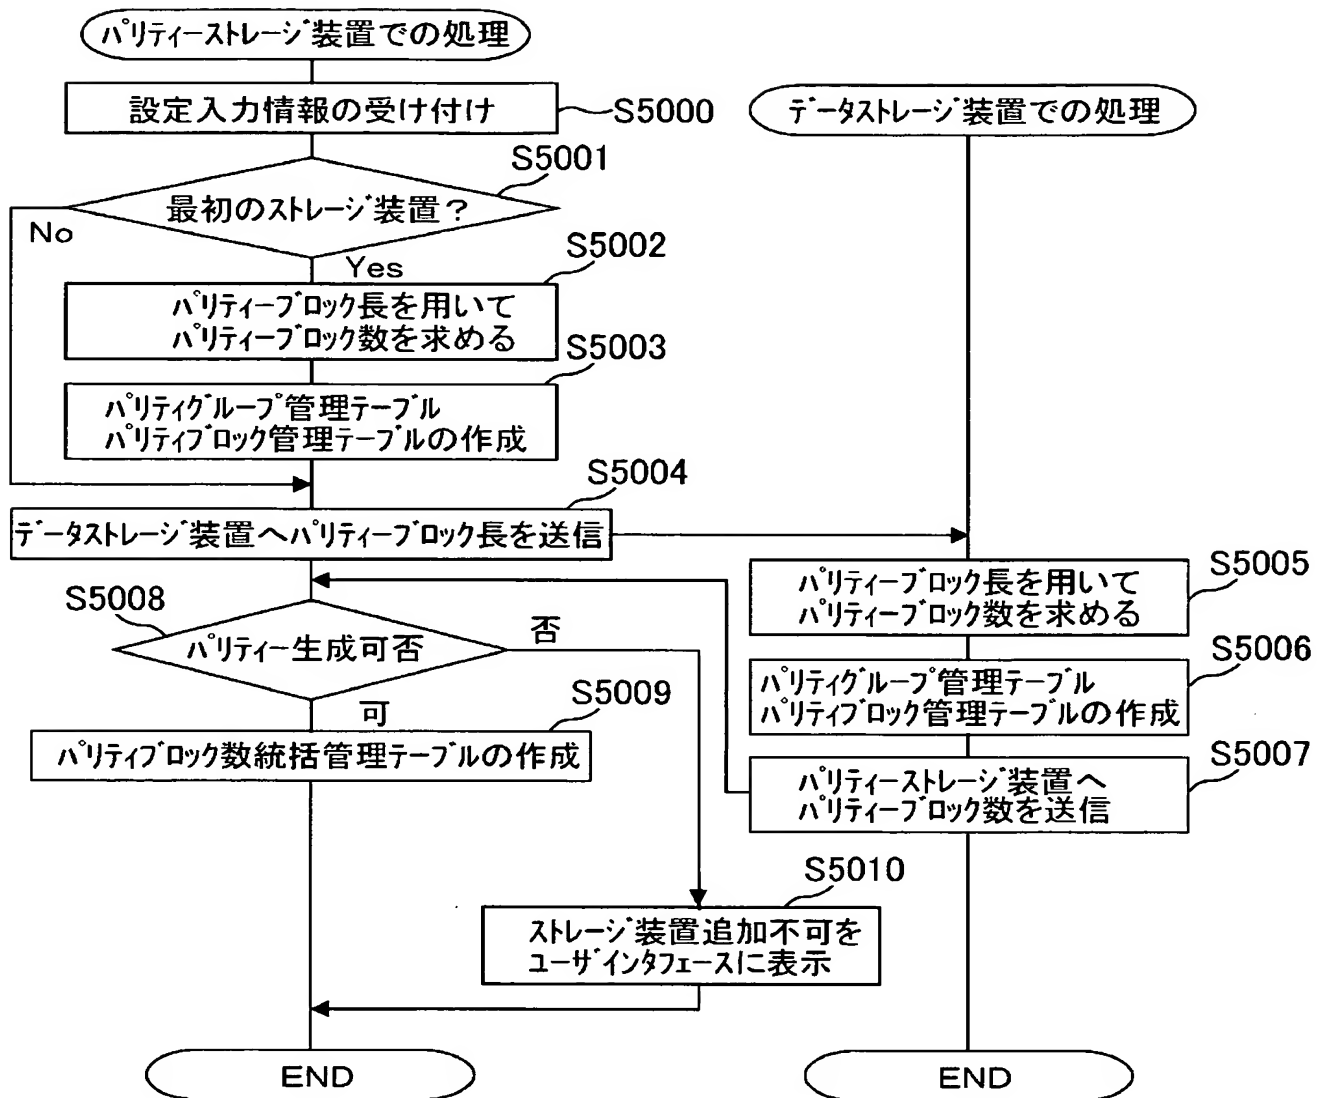 パリティーストレージ装置での処理
設定入力情報の受け付け
S5000
S5001
最初のストレージ装置?
No
Yes
S5002
パリティーブロック長を用いて
パリティーブロック数を求める
S5003
パリティグループ管理テーブル
パリティブロック管理テーブルの作成
S5004
データストレージ装置へパリティーブロック長を送信
S5008
パリティー生成可否
否
可
S5009
パリティブロック数統括管理テーブルの作成
S5010
ストレージ装置追加不可を
ユーザインタフェースに表示
END
データストレージ装置での処理
S5005
パリティーブロック長を用いて
パリティーブロック数を求める
S5006
パリティグループ管理テーブル
パリティブロック管理テーブルの作成
S5007
パリティーストレージ装置へ
パリティーブロック数を送信
END